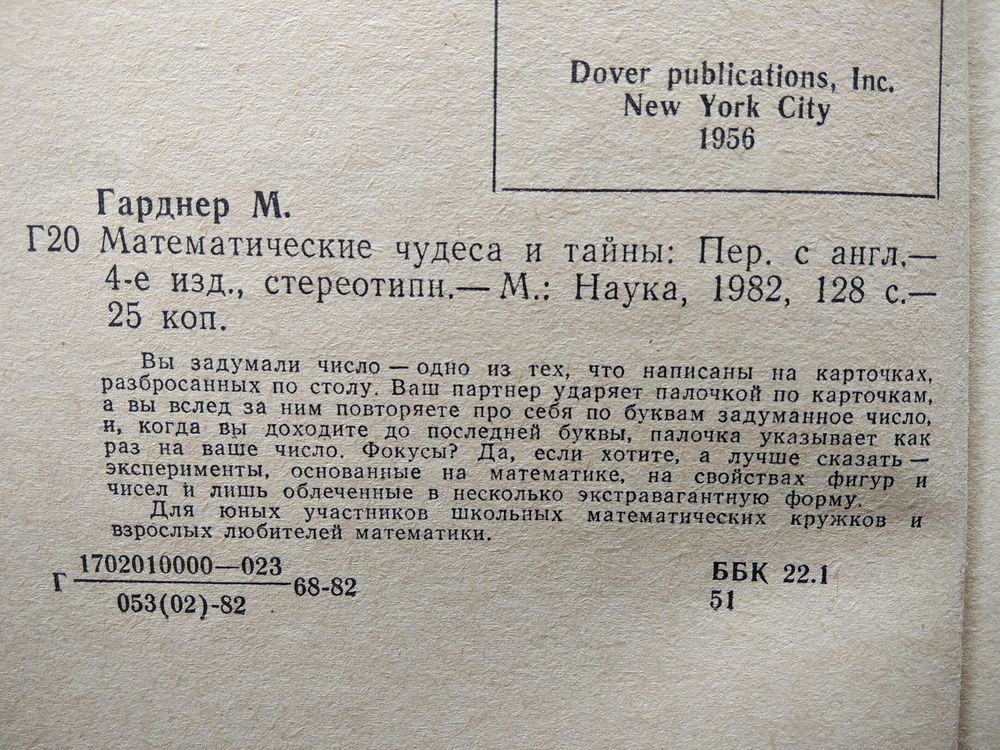 Dover publications, Inc.
New York City
1956
Гарднер М.
Г20 Математические чудеса и тайны: Пер. с англ.—
4-е изд., стереотипн.— М.: Наука, 1982, 128 с.—
25 коп.
Вы задумали число — одно из тех, что написаны на карточках,
разбросанных по столу. Ваш партнер ударяет палочкой по карточкам,
а вы вслед за ним повторяете про себя по буквам задуманное число,
и, когда вы доходите до последней буквы, палочка указывает как
раз на ваше число. Фокусы? Да, если хотите, а лучше сказать —
эксперименты, основанные на математике, на свойствах фигур и
чисел и лишь облеченные в несколько экстравагантную форму.
Для юных участников школьных математических кружков и
взрослых любителей математики.
Г 1702010000—023
053(02)-82 68-82
ББК 22.1
51